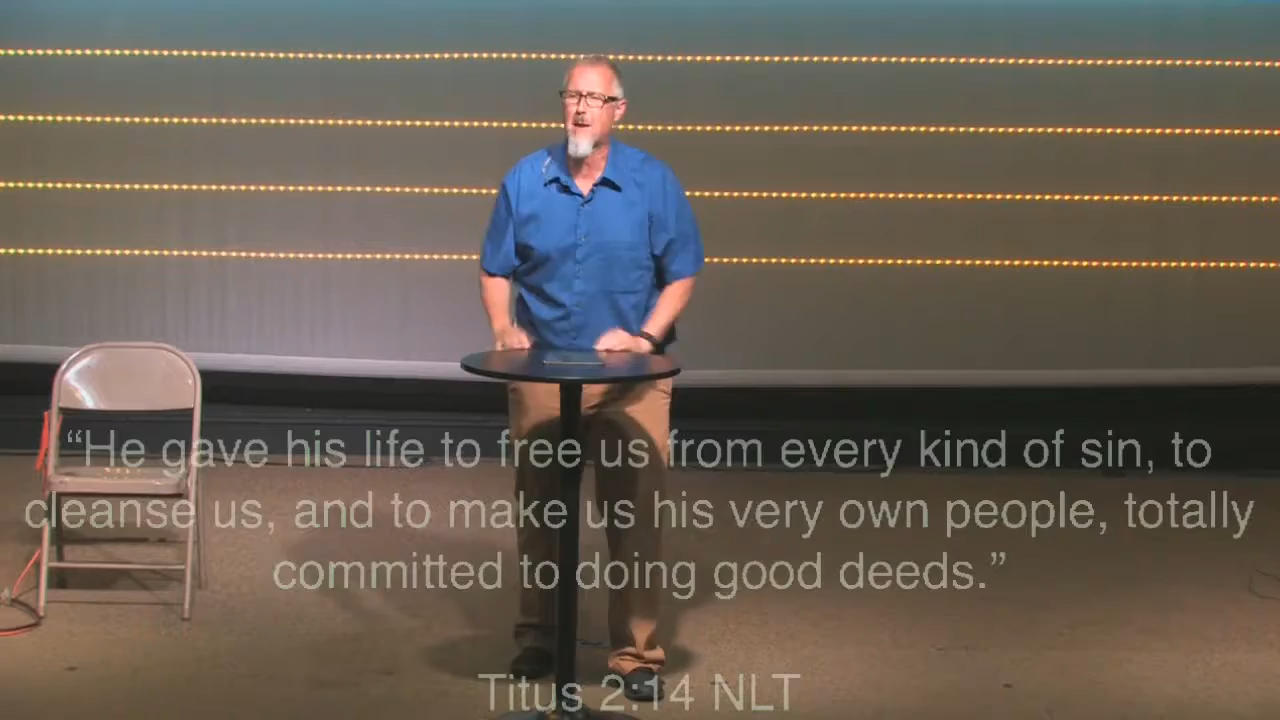 “He gave his life to free us from every kind of sin, to
cleanse us, and to make us his very own people, totally
committed to doing good deeds.”
Titus 2:14 NLT